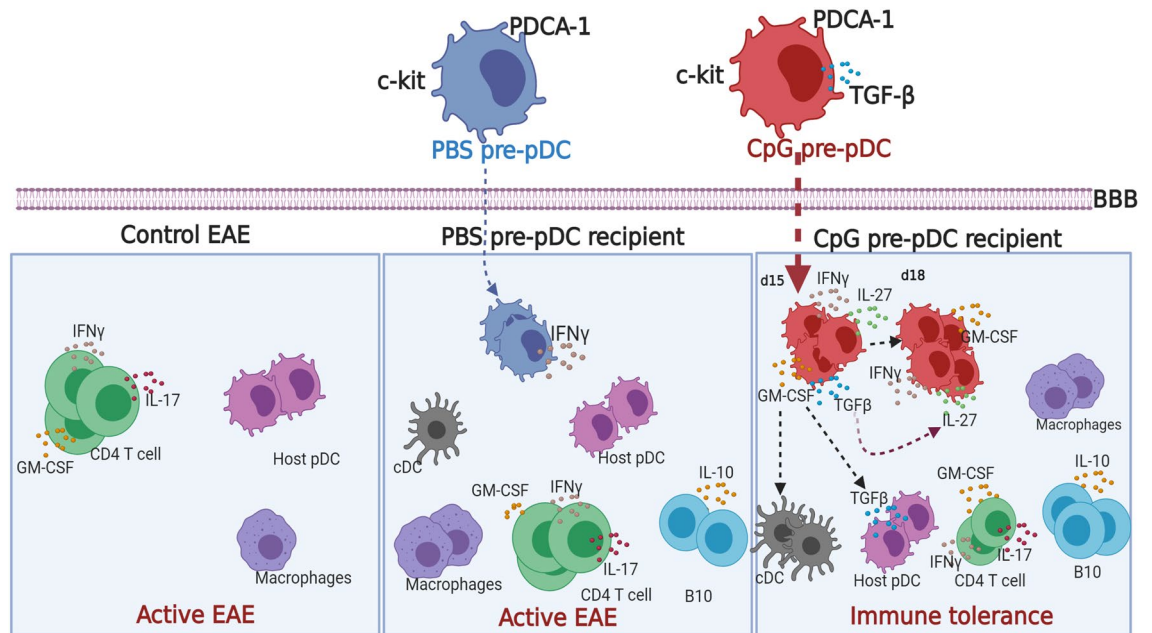 PDCA-1
c-kit
PBS pre-pDC
PDCA-1
c-kit
TGF-β
CpG pre-pDC
BBB
Control EAE
IFNγ
IL-17
GM-CSF
CD4 T cell
Host pDC
Macrophages
Active EAE
PBS pre-pDC recipient
IFNγ
cDC
Host pDC
GM-CSF
IFNγ
IL-10
Macrophages
IL-17
CD4 T cell
B10
Active EAE
CpG pre-pDC recipient
d15
IFNγ
d18
IL-27
GM-CSF
IFNγ
GM-CSF
TGFβ
IL-27
Macrophages
TGFβ
GM-CSF
IL-10
IFNγ
IL-17
cDC
Host pDC
CD4 T cell
B10
Immune tolerance